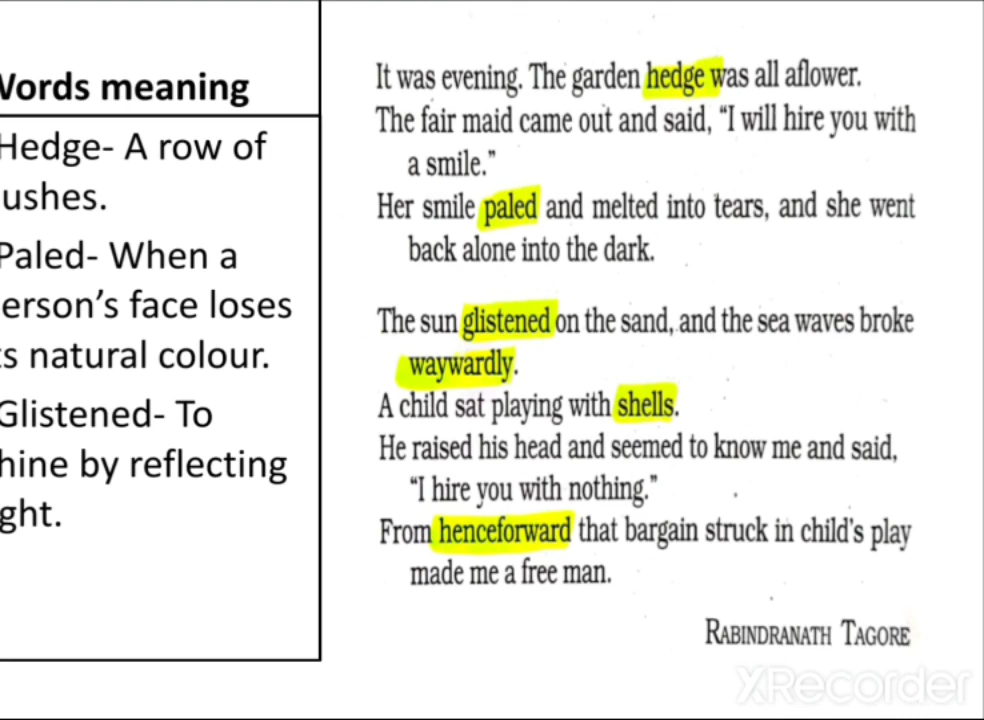 Words meaning
Hedge- A row of
ushes.
Paled- When a
erson’s face loses
ts natural colour.
Glistened- To
hine by reflecting
ght.
It was evening. The garden hedge was all aflower.
The fair maid came out and said, “I will hire you with
a smile.”
Her smile paled and melted into tears, and she went
back alone into the dark.
The sun glistened on the sand, and the sea waves broke
waywardly.
A child sat playing with shells.
He raised his head and seemed to know me and said,
“I hire you with nothing.”
From henceforward that bargain struck in child’s play
made me a free man.
RABINDRANATH TAGORE
XRecorder